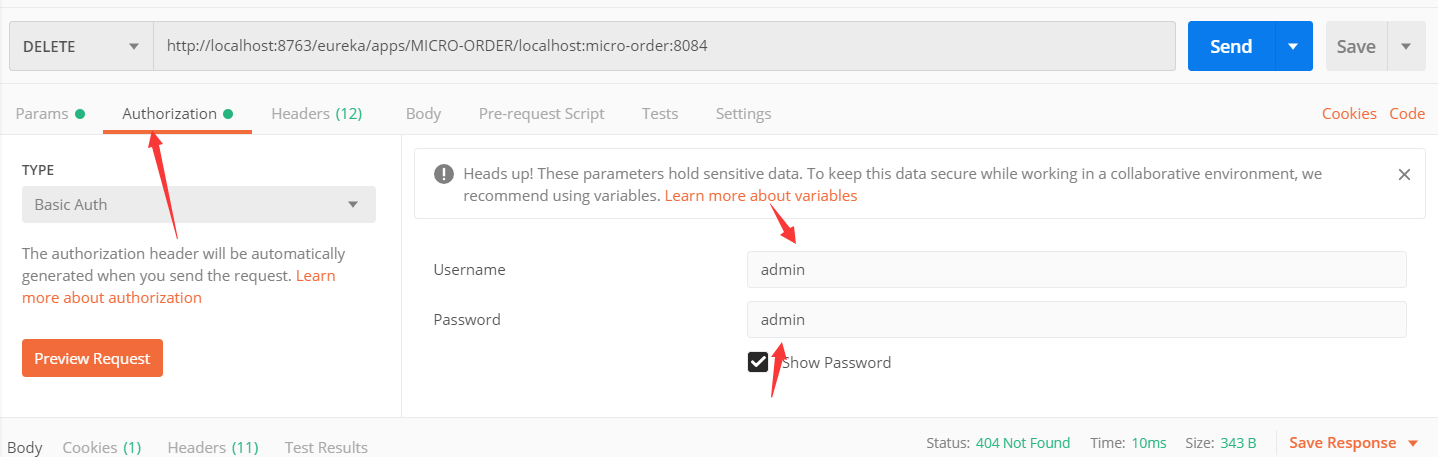 DELETE http://localhost:8763/eureka/apps/MICRO-ORDER/localhost:micro-order:8084 Send Save
Params Authorization Headers (12) Body Pre-request Script Tests Settings Cookies Code
TYPE
Basic Auth
The authorization header will be automatically
generated when you send the request. Learn
more about authorization
Preview Request
Heads up! These parameters hold sensitive data. To keep this data secure while working in a collaborative environment, we
recommend using variables. Learn more about variables
Username admin
Password admin
Show Password
Body Cookies (1) Headers (11) Test Results Status: 404 Not Found Time: 10ms Size: 343 B Save Response